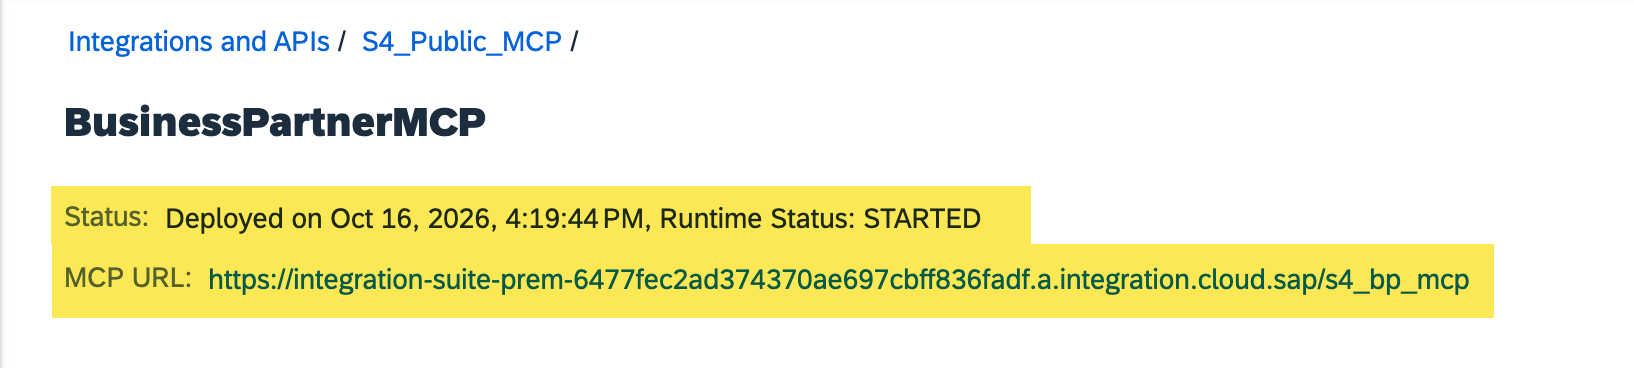 Integrations and APIs / S4_Public_MCP /
BusinessPartnerMCP
Status: Deployed on Oct 16, 2026, 4:19:44 PM, Runtime Status: STARTED
MCP URL: https://integration-suite-prem-6477fec2ad374370ae697cbff836fadf.a.integration.cloud.sap/s4_bp_mcp